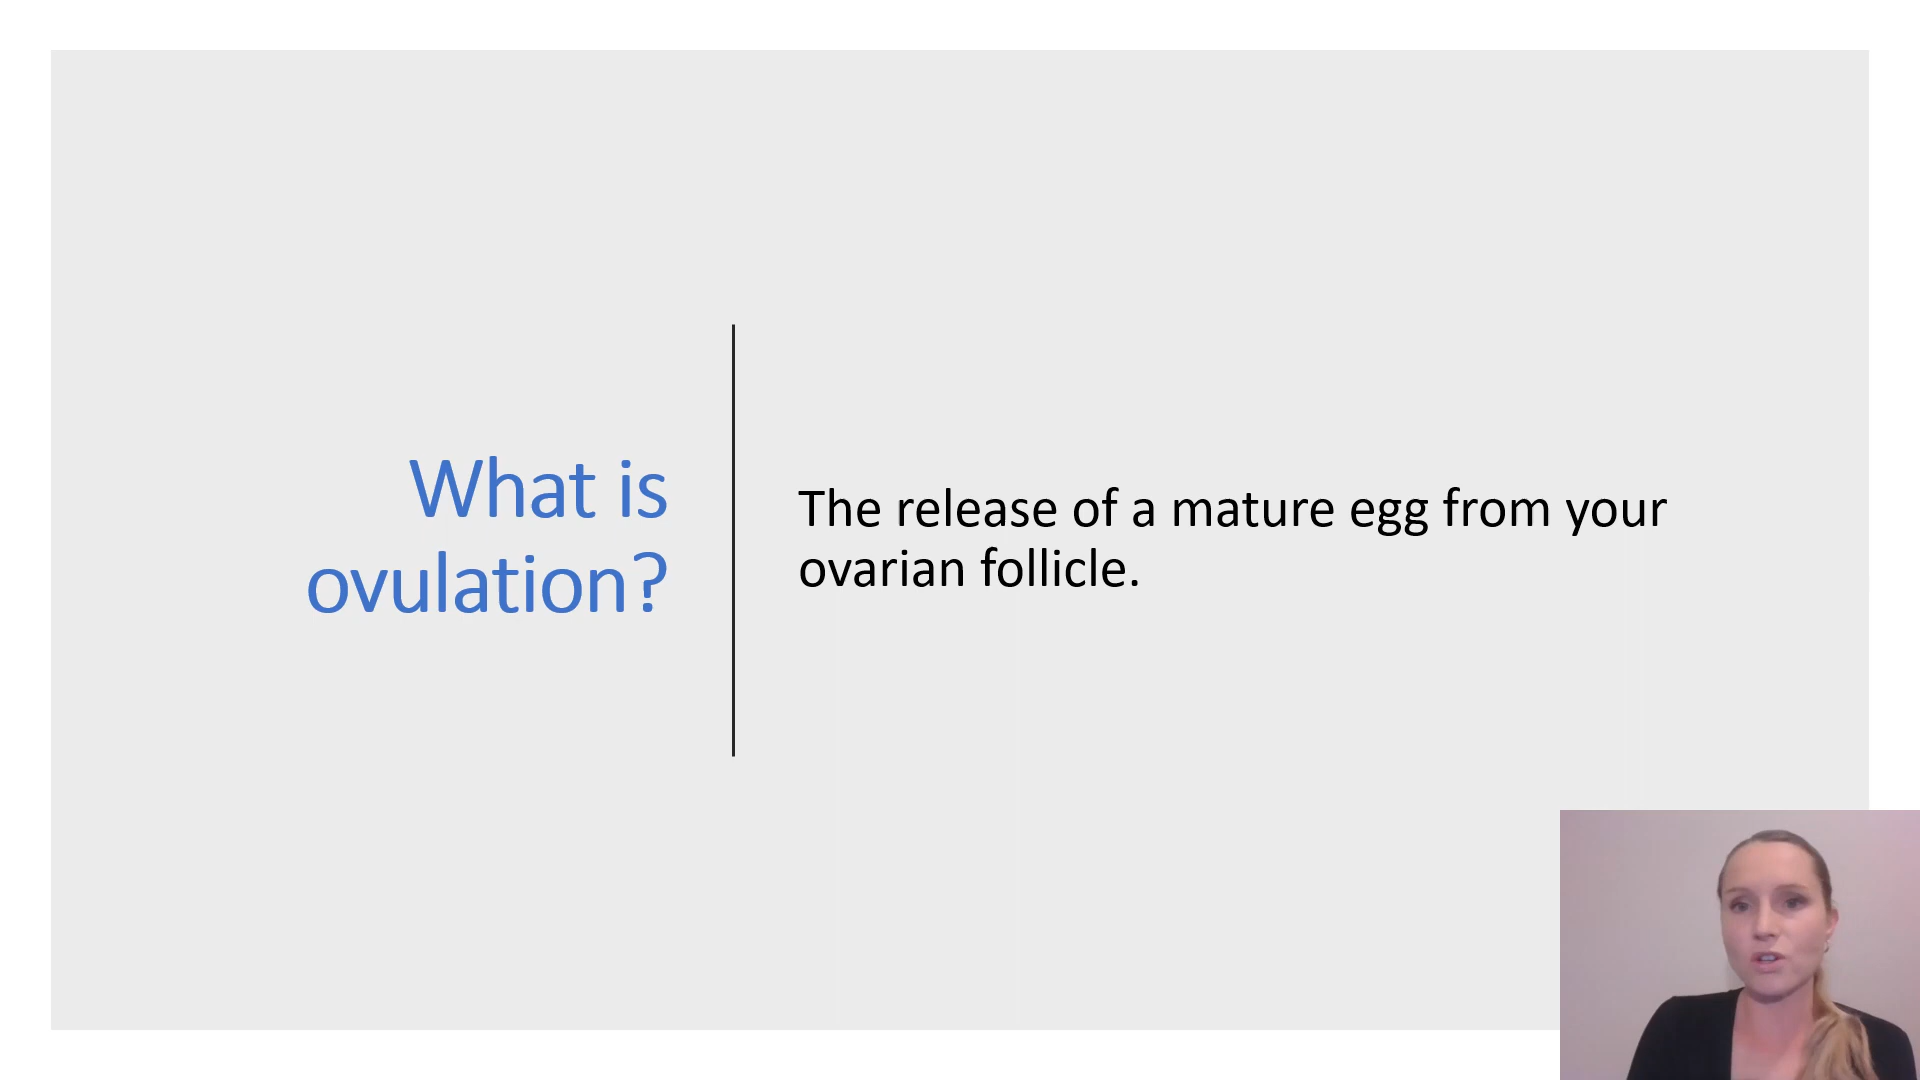 What is
ovulation?
The release of a mature egg from your
ovarian follicle.